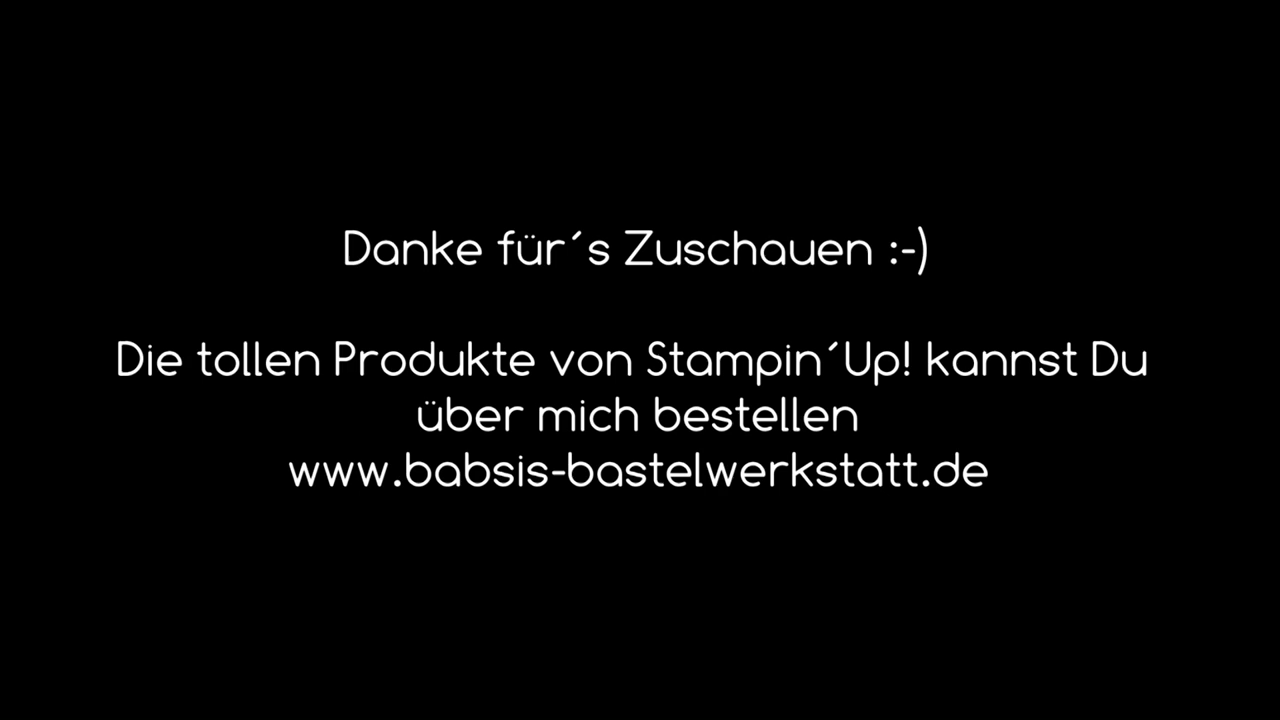 Danke für´s Zuschauen :-)
Die tollen Produkte von Stampin´Up! kannst Du
über mich bestellen
www.babsis-bastelwerkstatt.de